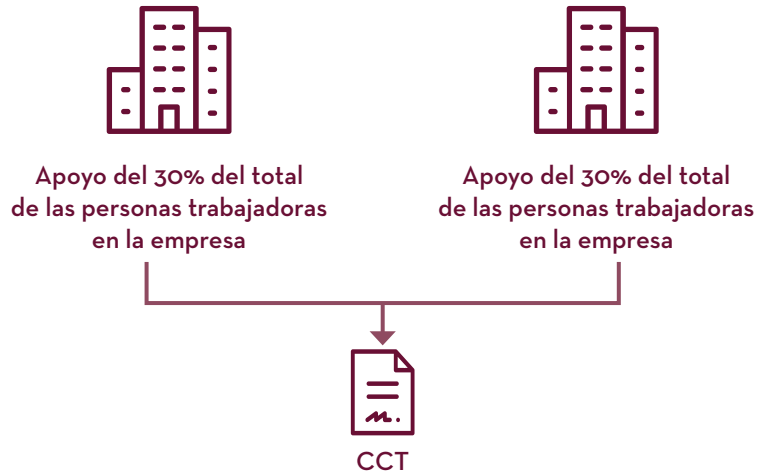 Apoyo del 30% del total
de las personas trabajadoras
en la empresa
Apoyo del 30% del total
de las personas trabajadoras
en la empresa
CCT